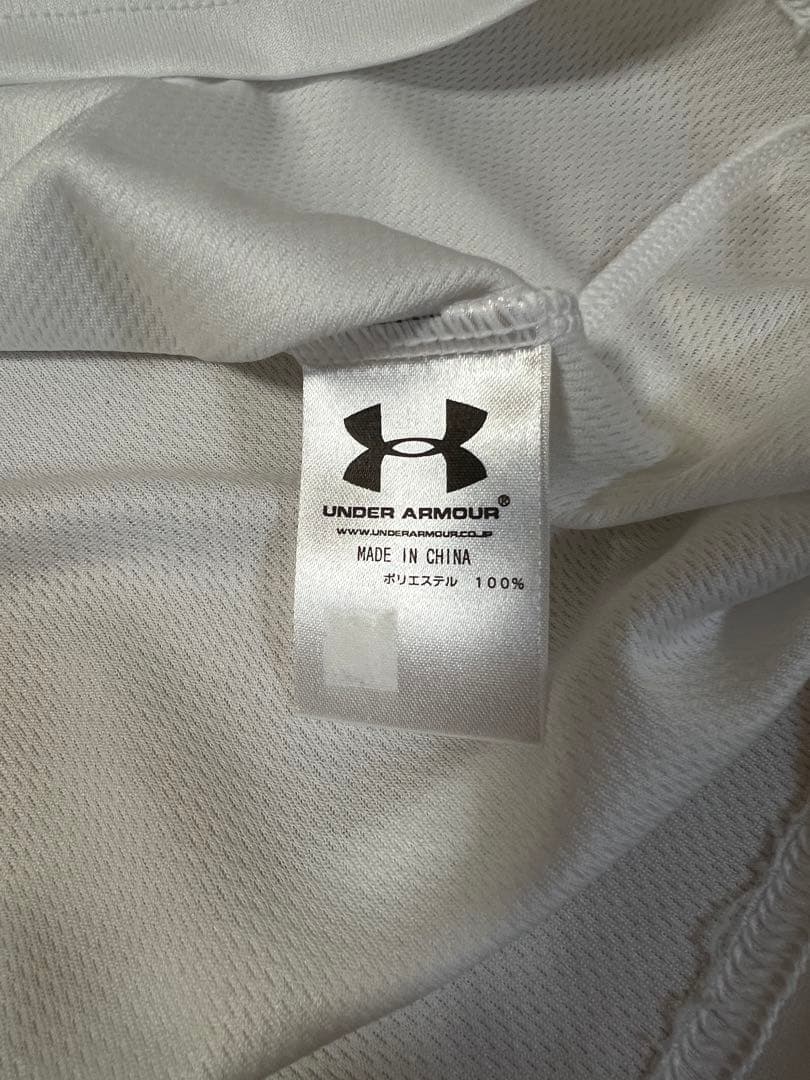 UNDER ARMOUR®
WWW.UNDERARMOUR.CO.JP
MADE IN CHINA
ポリエステル 100%